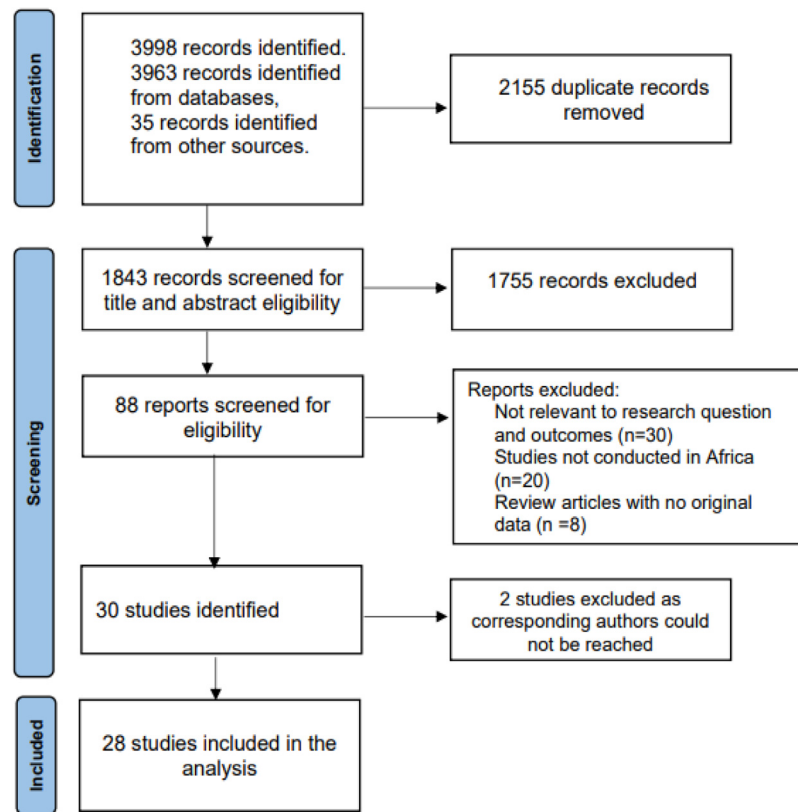 Identification
3998 records identified.
3963 records identified
from databases,
35 records identified
from other sources.
2155 duplicate records
removed
Screening
1843 records screened for
title and abstract eligibility
1755 records excluded
88 reports screened for
eligibility
Reports excluded:
Not relevant to research question
and outcomes (n=30)
Studies not conducted in Africa
(n=20)
Review articles with no original
data (n =8)
30 studies identified
2 studies excluded as
corresponding authors could
not be reached
Included
28 studies included in the
analysis